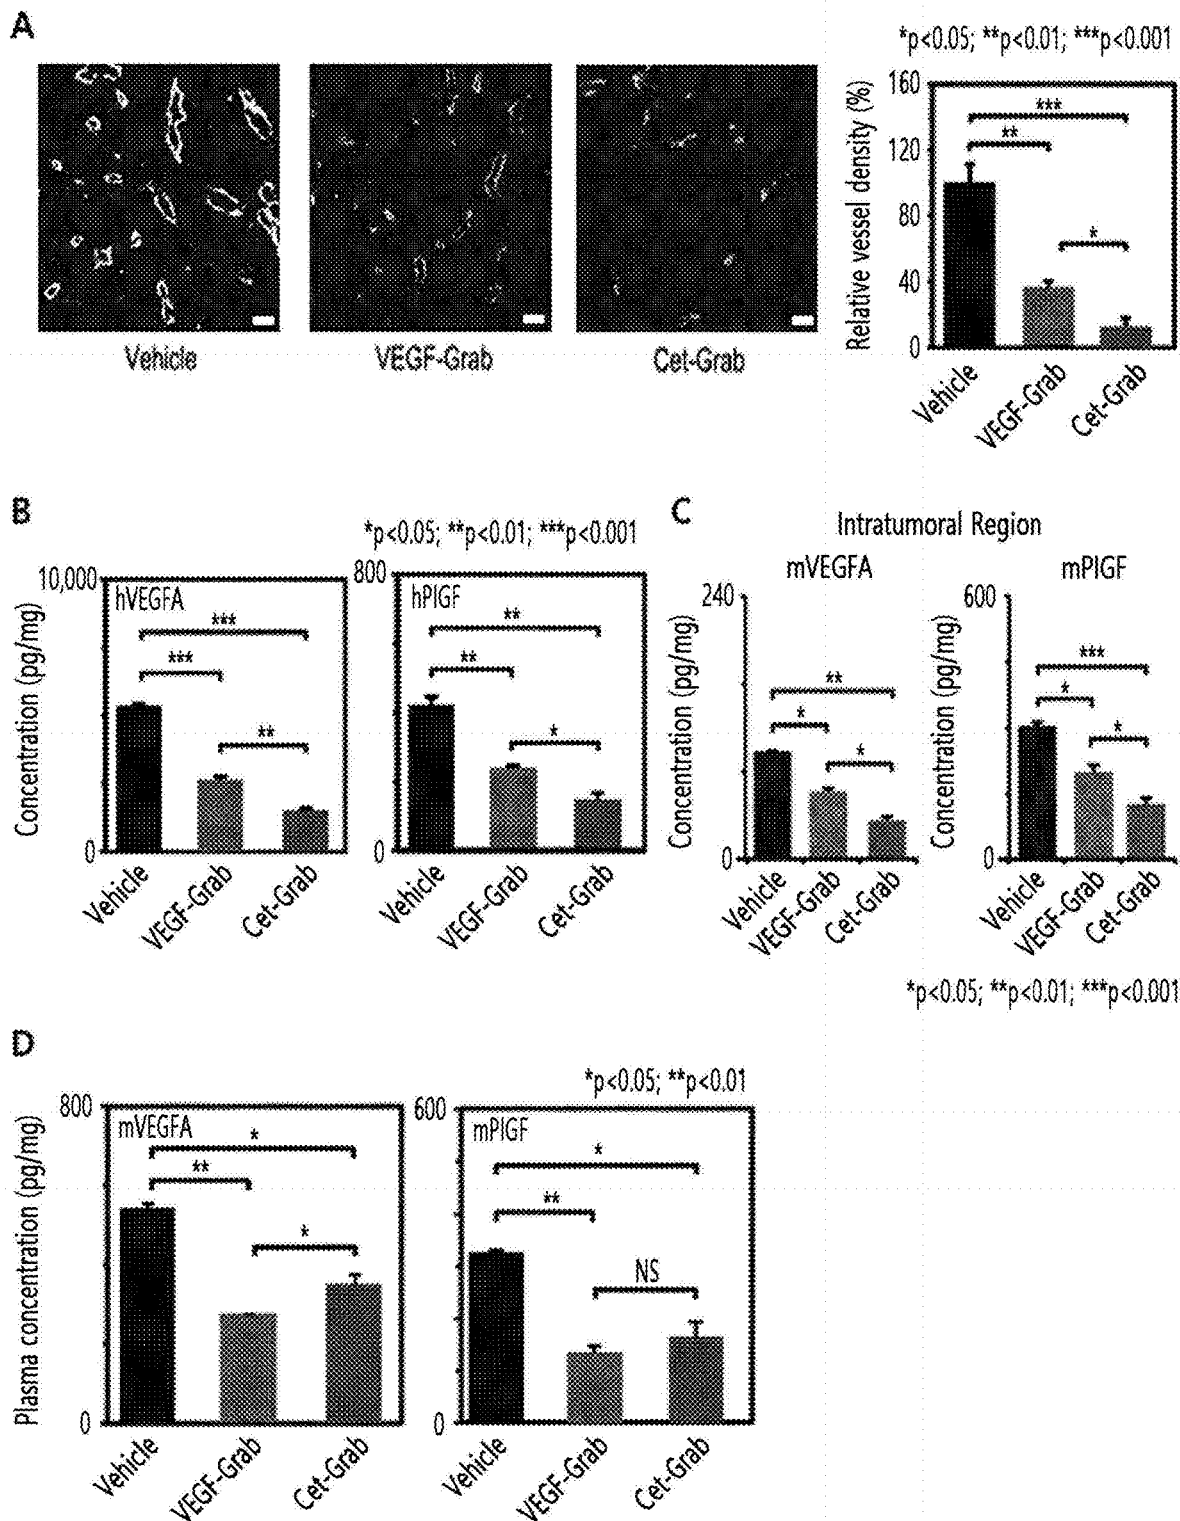 A
*p<0.05; **p<0.01; ***p<0.001
Vehicle
VEGF-Grab
Cet-Grab
Relative vessel density (%)
160
120
80
40
0
***
**
*
Vehicle
VEGF-Grab
Cet-Grab
B
*p<0.05; **p<0.01; ***p<0.001
Concentration (pg/mg)
10,000
0
hVEGFA
***
***
**
Vehicle
VEGF-Grab
Cet-Grab
800
0
hPIGF
**
**
*
Vehicle
VEGF-Grab
Cet-Grab
C
Intratumoral Region
mVEGFA
Concentration (pg/mg)
240
0
**
*
*
Vehicle
VEGF-Grab
Cet-Grab
mPIGF
Concentration (pg/mg)
600
0
***
*
*
Vehicle
VEGF-Grab
Cet-Grab
*p<0.05; **p<0.01; ***p<0.001
D
*p<0.05; **p<0.01
Plasma concentration (pg/mg)
800
0
mVEGFA
*
**
*
Vehicle
VEGF-Grab
Cet-Grab
600
0
mPIGF
*
**
NS
Vehicle
VEGF-Grab
Cet-Grab